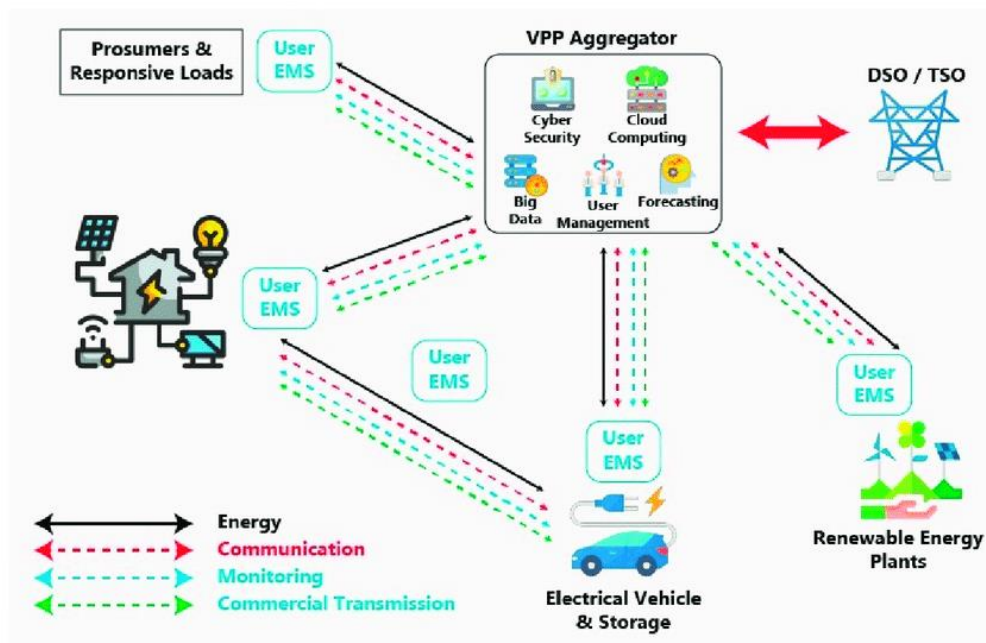 Prosumers &
Responsive Loads
User
EMS
VPP Aggregator
Cyber
Security
Cloud
Computing
Big
Data
User
Management
Forecasting
DSO / TSO
User
EMS
User
EMS
User
EMS
User
EMS
Energy
Communication
Monitoring
Commercial Transmission
Electrical Vehicle
& Storage
Renewable Energy
Plants